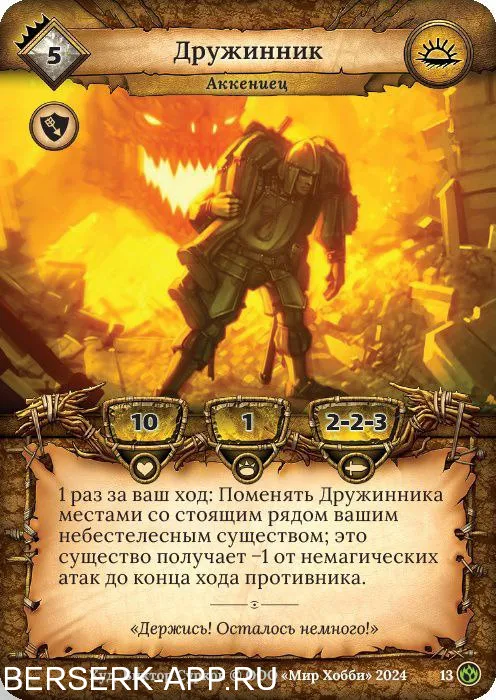 5
Дружинник
Аккениец
10
1
2-2-3
1 раз за ваш ход: Поменять Дружинника
местами со стоящим рядом вашим
небестелесным существом; это
существо получает −1 от немагических
атак до конца хода противника.
«Держись! Осталось немного!»
© ООО «Мир Хобби» 2024
13
BERSERK-APP.RU